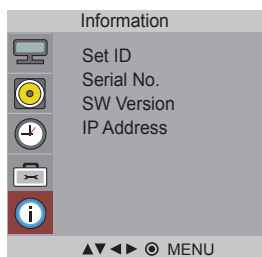 Information
Set ID
Serial No.
SW Version
IP Address
▲▼◄► ◉ MENU